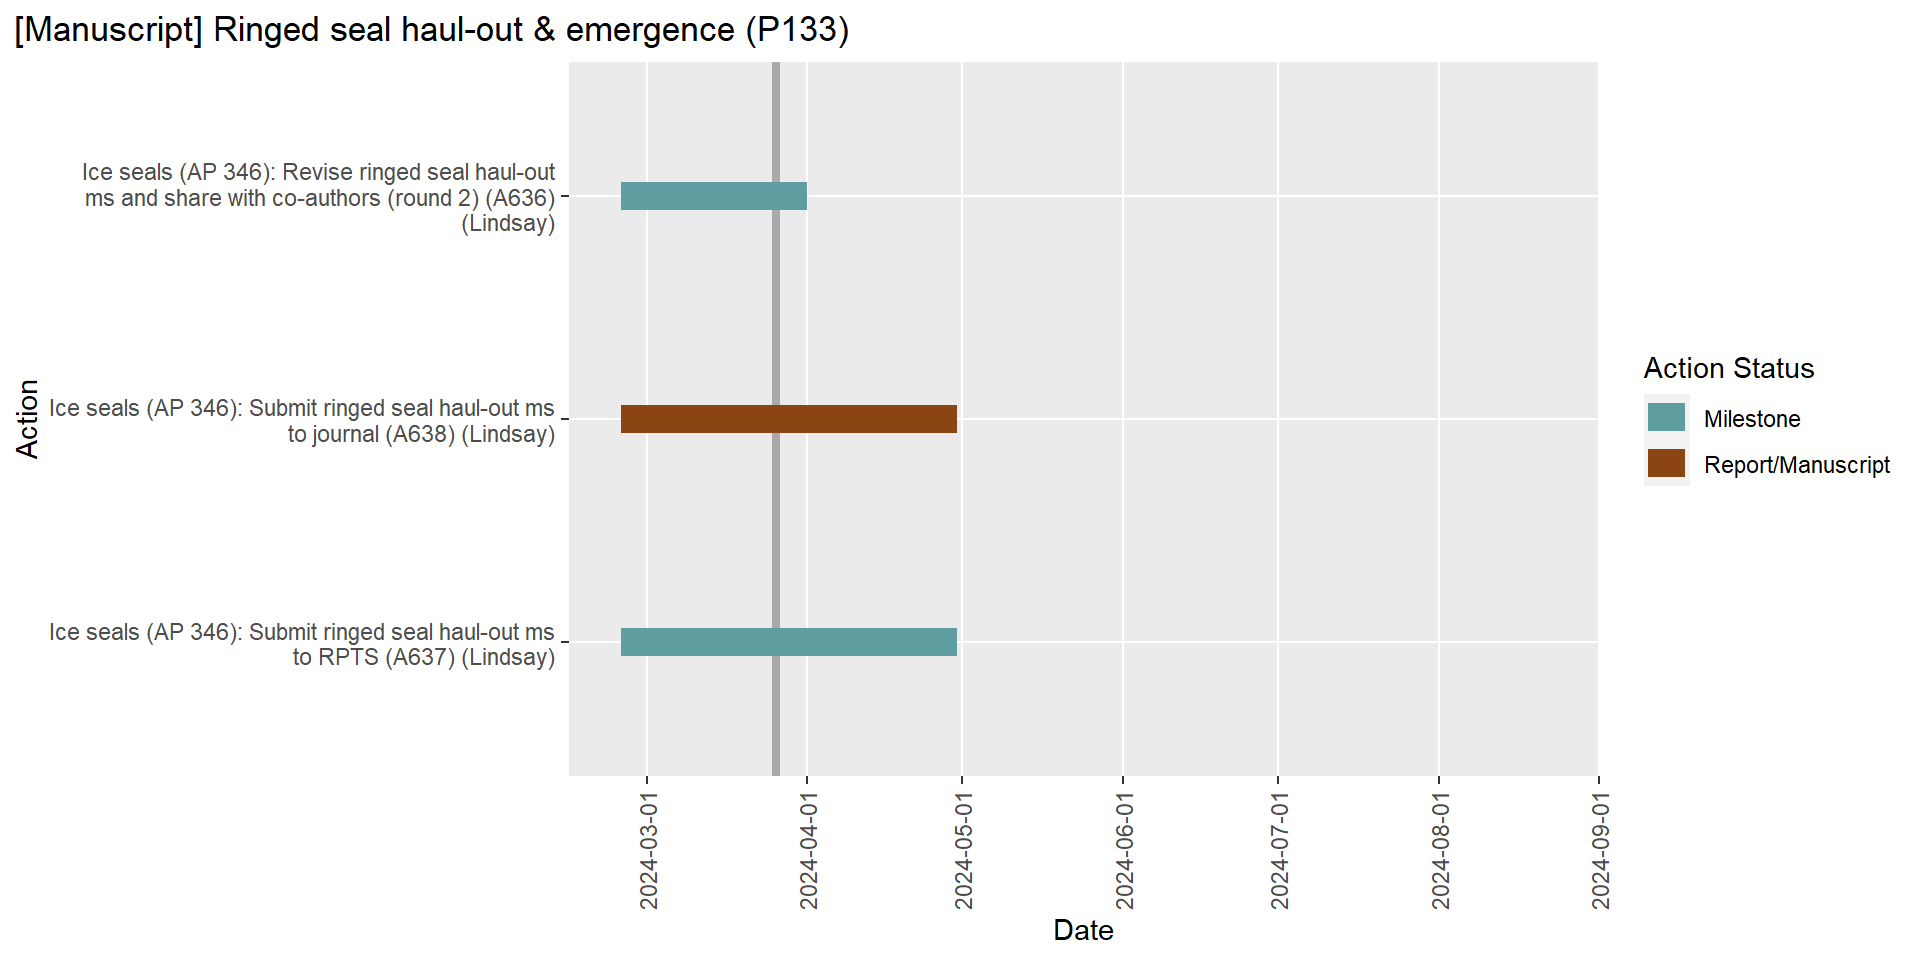 [Manuscript] Ringed seal haul-out & emergence (P133)
Ice seals (AP 346): Revise ringed seal haul-out
ms and share with co-authors (round 2) (A636)
(Lindsay)
Ice seals (AP 346): Submit ringed seal haul-out ms
to journal (A638) (Lindsay)
Ice seals (AP 346): Submit ringed seal haul-out ms
to RPTS (A637) (Lindsay)
Action
2024-03-01
2024-04-01
2024-05-01
2024-06-01
2024-07-01
2024-08-01
2024-09-01
Date
Action Status
Milestone
Report/Manuscript